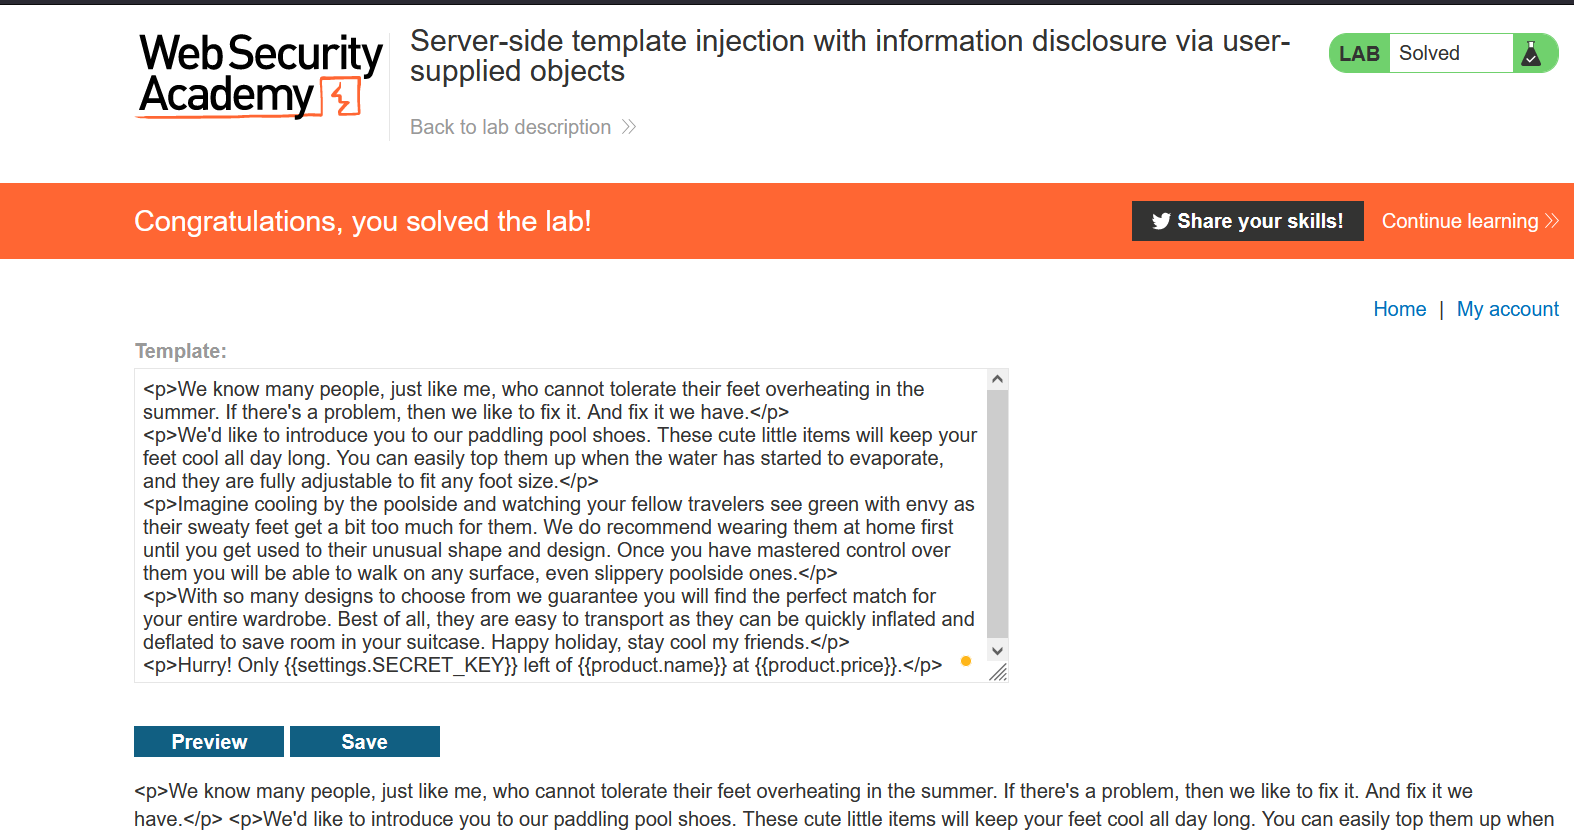 Web Security
Academy
Server-side template injection with information disclosure via user-
supplied objects
Back to lab description
LAB Solved
Congratulations, you solved the lab!
Share your skills!
Continue learning
Home | My account
Template:
<p>We know many people, just like me, who cannot tolerate their feet overheating in the
summer. If there's a problem, then we like to fix it. And fix it we have.</p>
<p>We'd like to introduce you to our paddling pool shoes. These cute little items will keep your
feet cool all day long. You can easily top them up when the water has started to evaporate,
and they are fully adjustable to fit any foot size.</p>
<p>Imagine cooling by the poolside and watching your fellow travelers see green with envy as
their sweaty feet get a bit too much for them. We do recommend wearing them at home first
until you get used to their unusual shape and design. Once you have mastered control over
them you will be able to walk on any surface, even slippery poolside ones.</p>
<p>With so many designs to choose from we guarantee you will find the perfect match for
your entire wardrobe. Best of all, they are easy to transport as they can be quickly inflated and
deflated to save room in your suitcase. Happy holiday, stay cool my friends.</p>
<p>Hurry! Only {{settings.SECRET_KEY}} left of {{product.name}} at {{product.price}}.</p>
Preview
Save
<p>We know many people, just like me, who cannot tolerate their feet overheating in the summer. If there's a problem, then we like to fix it. And fix it we
have.</p> <p>We'd like to introduce you to our paddling pool shoes. These cute little items will keep your feet cool all day long. You can easily top them up when